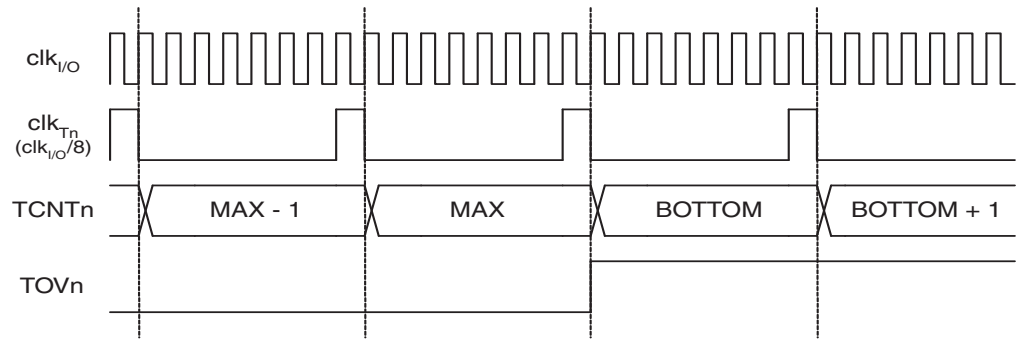 clkI/O
clkTn
(clkI/O/8)
TCNTn MAX - 1 MAX BOTTOM BOTTOM + 1
TOVn